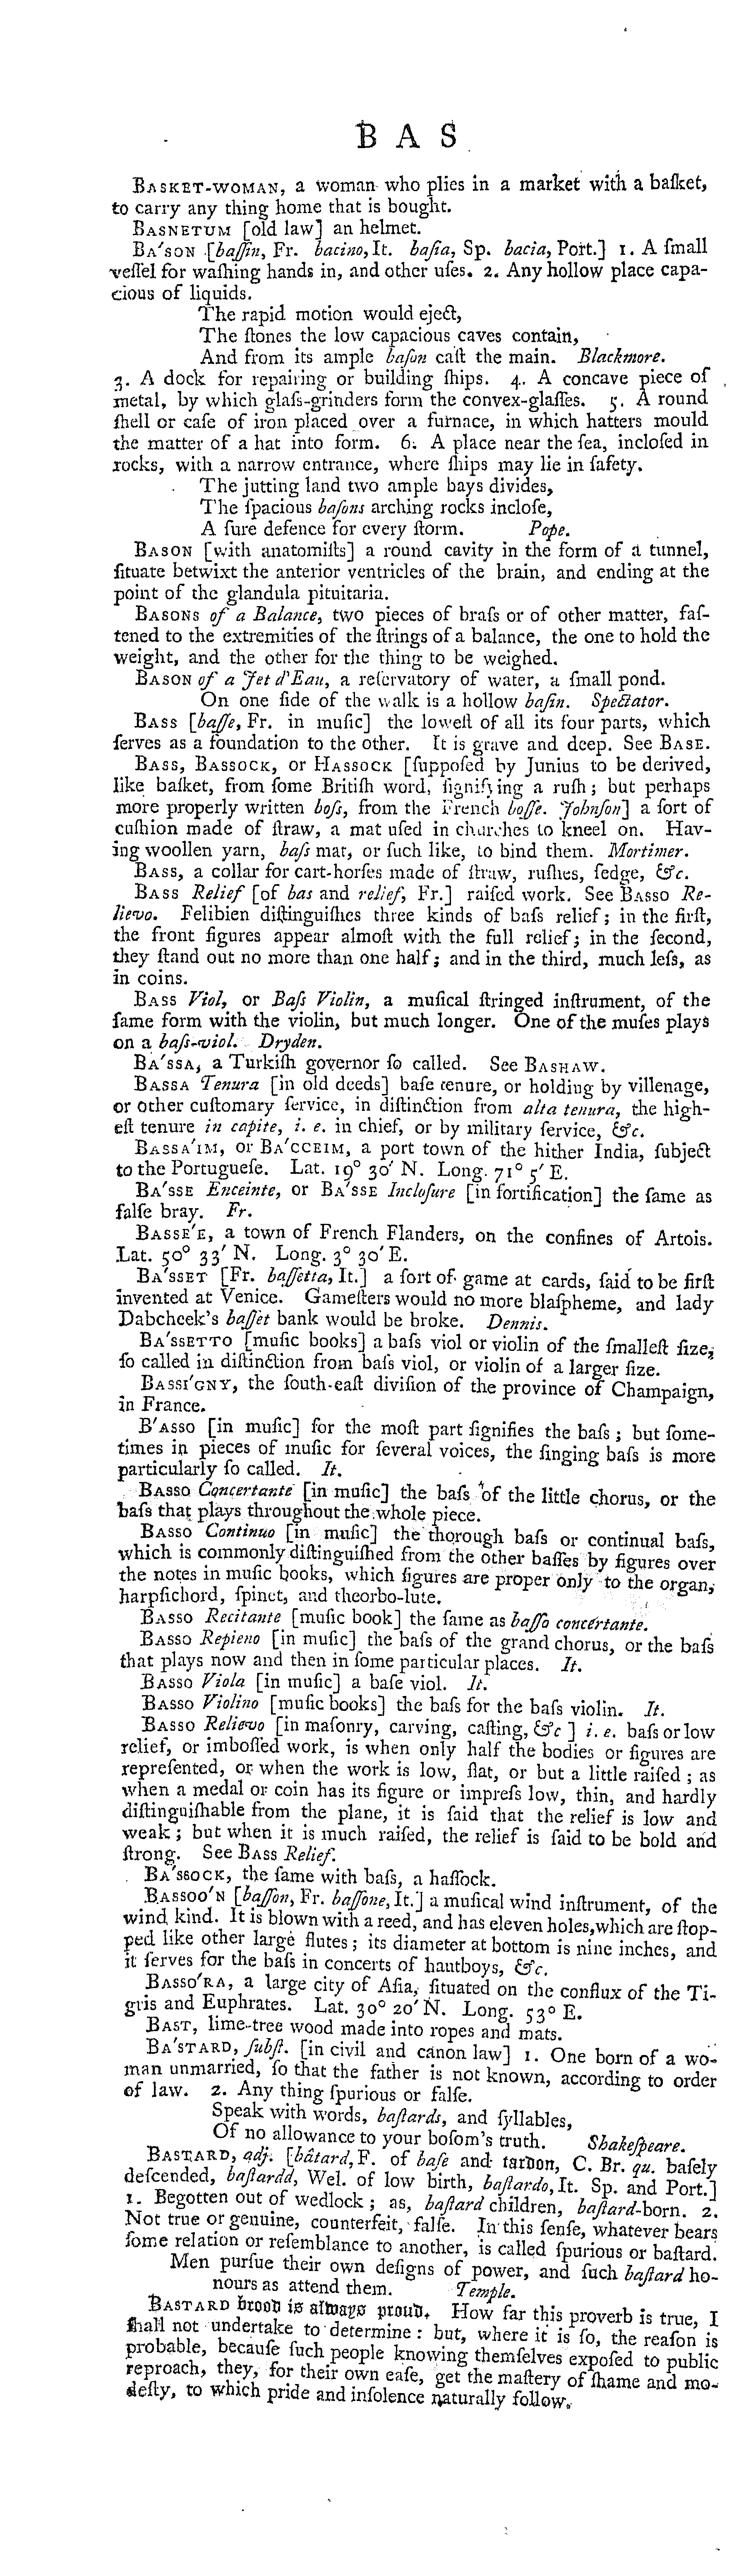 B A S
BASKET-WOMAN, a woman who plies in a market with a baſket,
to carry any thing home that is bought.
BASNETUM [old law] an helmet.
BA'SON [baſſin, Fr. bacino, It. baſia, Sp. bacia, Port.] 1. A ſmall
veſſel for waſhing hands in, and other uſes. 2. Any hollow place capa-
cious of liquids.
The rapid motion would eject,
The ſtones the low capacious caves contain,
And from its ample baſon caſt the main. Blackmore.
3. A dock for repairing or building ſhips. 4. A concave piece of
metal, by which glaſs-grinders form the convex-glaſſes. 5. A round
ſhell or caſe of iron placed over a furnace, in which hatters mould
the matter of a hat into form. 6. A place near the ſea, incloſed in
rocks, with a narrow entrance, where ſhips may lie in ſafety.
The jutting land two ample bays divides,
The ſpacious baſons arching rocks incloſe,
A ſure defence for every ſtorm. Pope.
BASON [with anatomiſts] a round cavity in the form of a tunnel,
ſituate betwixt the anterior ventricles of the brain, and ending at the
point of the glandula pituitaria.
BASONS of a Balance, two pieces of braſs or of other matter, faſ-
tened to the extremities of the ſtrings of a balance, the one to hold the
weight, and the other for the thing to be weighed.
BASON of a Jet d'Eau, a reſervatory of water, a ſmall pond.
On one ſide of the walk is a hollow baſin. Spectator.
BASS [baſſe, Fr. in muſic] the loweſt of all its four parts, which
ſerves as a foundation to the other. It is grave and deep. See BASE.
BASS, BASSOCK, or HASSOCK [ſuppoſed by Junius to be derived,
like baſket, from ſome Britiſh word, ſignifying a ruſh; but perhaps
more properly written boſs, from the French boſſe. Johnſon] a ſort of
cuſhion made of ſtraw, a mat uſed in churches to kneel on. Hav-
ing woollen yarn, baſs mat, or ſuch like, to bind them. Mortimer.
BASS, a collar for cart-horſes made of ſtraw, ruſhes, ſedge, &c.
BASS Relief [of bas and relief, Fr.] raiſed work. See BASSO Re-
lievo. Felibien diſtinguiſhes three kinds of baſs relief; in the firſt,
the front figures appear almoſt with the full relief; in the ſecond,
they ſtand out no more than one half; and in the third, much leſs, as
in coins.
BASS Viol, or Baſs Violin, a muſical ſtringed inſtrument, of the
ſame form with the violin, but much longer. One of the muſes plays
on a baſs-viol. Dryden.
BA'SSA, a Turkiſh governor ſo called. See BASHAW.
BASSA Tenura [in old deeds] baſe tenure, or holding by villenage,
or other cuſtomary ſervice, in diſtinction from alta tenura, the high-
eſt tenure in capite, i. e. in chief, or by military ſervice, &c.
BASSA'IM, or BA'CCEIM, a port town of the hither India, ſubject
to the Portugueſe. Lat. 19° 30′ N. Long. 71° 5′ E.
BA'SSE Enceinte, or BA'SSE Incloſure [in fortification] the ſame as
falſe bray. Fr.
BASSE'E, a town of French Flanders, on the confines of Artois.
Lat. 50° 33′ N. Long. 3° 30′ E.
BA'SSET [Fr. baſſetta, It.] a ſort of game at cards, ſaid to be firſt
invented at Venice. Gameſters would no more blaſpheme, and lady
Dabcheek's baſſet bank would be broke. Dennis.
BA'SSETTO [muſic books] a baſs viol or violin of the ſmalleſt ſize,
ſo called in diſtinction from baſs viol, or violin of a larger ſize.
BASSI'GNY, the ſouth-eaſt diviſion of the province of Champaign,
in France.
B'ASSO [in muſic] for the moſt part ſignifies the baſs; but ſome-
times in pieces of muſic for ſeveral voices, the ſinging baſs is more
particularly ſo called. It.
BASSO Concertante [in muſic] the baſs of the little chorus, or the
baſs that plays throughout the whole piece.
BASSO Continuo [in muſic] the thorough baſs or continual baſs,
which is commonly diſtinguiſhed from the other baſſes by figures over
the notes in muſic books, which figures are proper only to the organ,
harpſichord, ſpinet, and theorbo-lute.
BASSO Recitante [muſic book] the ſame as baſſo concertante.
BASSO Repieno [in muſic] the baſs of the grand chorus, or the baſs
that plays now and then in ſome particular places. It.
BASSO Viola [in muſic] a baſe viol. It.
BASSO Violino [muſic books] the baſs for the baſs violin. It.
BASSO Relievo [in maſonry, carving, caſting, &c ] i. e. baſs or low
relief, or imboſſed work, is when only half the bodies or figures are
repreſented, or when the work is low, flat, or but a little raiſed; as
when a medal or coin has its figure or impreſs low, thin, and hardly
diſtinguiſhable from the plane, it is ſaid that the relief is low and
weak; but when it is much raiſed, the relief is ſaid to be bold and
ſtrong. See BASS Relief.
BA'SSOCK, the ſame with baſs, a haſſock.
BASSOO'N [baſſon, Fr. baſſone, It.] a muſical wind inſtrument, of the
wind kind. It is blown with a reed, and has eleven holes, which are ſtop-
ped like other large flutes; its diameter at bottom is nine inches, and
it ſerves for the baſs in concerts of hautboys, &c.
BASSO'RA, a large city of Aſia, ſituated on the conflux of the Ti-
gris and Euphrates. Lat. 30° 20′ N. Long. 53° E.
BAST, lime-tree wood made into ropes and mats.
BA'STARD, ſubſt. [in civil and canon law] 1. One born of a wo-
man unmarried, ſo that the father is not known, according to order
of law. 2. Any thing ſpurious or falſe.
Speak with words, baſtards, and ſyllables,
Of no allowance to your boſom's truth. Shakeſpeare.
BASTARD, adj. [bâtard, F. of baſe and tardon, C. Br. qu. baſely
deſcended, baſtardd, Wel. of low birth, baſtardo, It. Sp. and Port.]
1. Begotten out of wedlock; as, baſtard children, baſtard-born. 2.
Not true or genuine, counterfeit, falſe. In this ſenſe, whatever bears
ſome relation or reſemblance to another, is called ſpurious or baſtard.
Men purſue their own deſigns of power, and ſuch baſtard ho-
nours as attend them. Temple.
BASTARD brood is always proud. How far this proverb is true, I
ſhall not undertake to determine: but, where it is ſo, the reaſon is
probable, becauſe ſuch people knowing themſelves expoſed to public
reproach, they, for their own eaſe, get the maſtery of ſhame and mo-
deſty, to which pride and inſolence naturally follow.